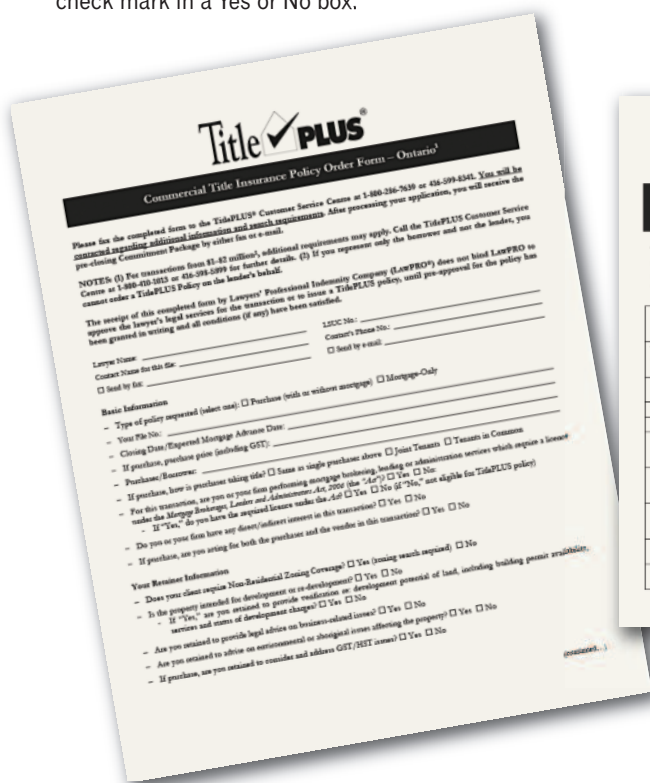 check mark in a Yes or No box.
Title PLUS®
Commercial Title Insurance Policy Order Form – Ontario¹
Please fax the completed form to the TitlePLUS® Customer Service Centre at 1-800-286-7639 or 416-599-8341. You will be
contacted regarding additional information and search requirements. After processing your application, you will receive the
pre-closing Commitment Package by either fax or e-mail.
NOTES: (1) For transactions from $1-$2 million², additional requirements may apply. Call the TitlePLUS Customer Service
Centre at 1-800-410-1013 or 416-598-5899 for further details. (2) If you represent only the borrower and not the lender, you
cannot order a TitlePLUS Policy on the lender's behalf.
The receipt of this completed form by Lawyers' Professional Indemnity Company (LAWPRO®) does not bind LAWPRO to
approve the lawyer's legal services for the transaction or to issue a TitlePLUS policy, until pre-approval for the policy has
been granted in writing and all conditions (if any) have been satisfied.
Lawyer Name: LSUC No.:
Contact Name for this file: Contact's Phone No.:
☐ Send by fax: ☐ Send by e-mail:
Basic Information
– Type of policy requested (select one): ☐ Purchase (with or without mortgage) ☐ Mortgage-Only
– Your File No.:
– Closing Date/Expected Mortgage Advance Date:
– If purchase, purchase price (including GST):
– Purchaser/Borrower:
– If purchase, how is purchaser taking title? ☐ Same as single purchaser above ☐ Joint Tenants ☐ Tenants in Common
– For this transaction, are you or your firm performing mortgage brokering, lending or administration services which require a licence
under the Mortgage Brokerages, Lenders and Administrators Act, 2006 (the "Act")? ☐ Yes ☐ No:
- If "Yes," do you have the required licence under the Act? ☐ Yes ☐ No (if "No", not eligible for TitlePLUS policy)
– Do you or your firm have any direct/indirect interest in this transaction? ☐ Yes ☐ No
– If purchase, are you acting for both the purchaser and the vendor in this transaction? ☐ Yes ☐ No
Your Retainer Information
– Does your client require Non-Residential Zoning Coverage? ☐ Yes (zoning search required) ☐ No
– Is the property intended for development or re-development? ☐ Yes ☐ No
- If "Yes," are you retained to provide verification re: development potential of land, including building permit availability,
services and status of development charges? ☐ Yes ☐ No
– Are you retained to provide legal advice on business-related issues? ☐ Yes ☐ No
– Are you retained to advise on environmental or aboriginal issues affecting the property? ☐ Yes ☐ No
– If purchase, are you retained to consider and address GST/HST issues? ☐ Yes ☐ No
(continued…)